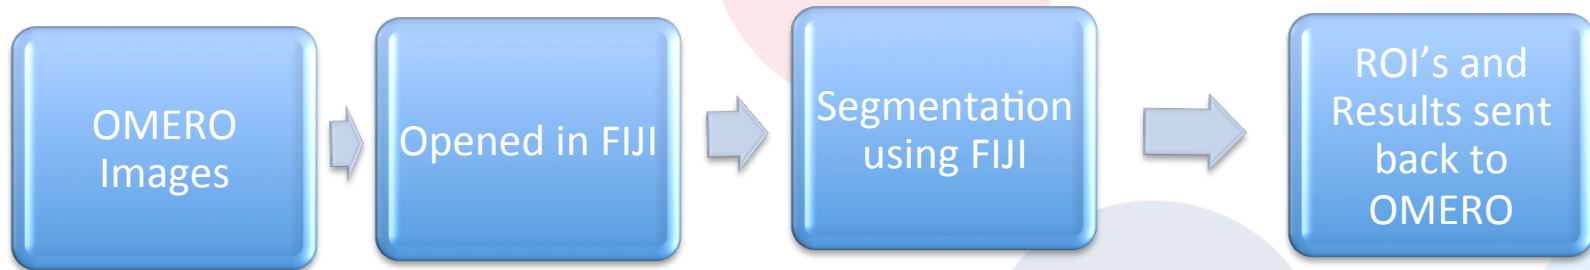 OMERO
Images
Opened in FIJI
Segmentation
using FIJI
ROI's and
Results sent
back to
OMERO